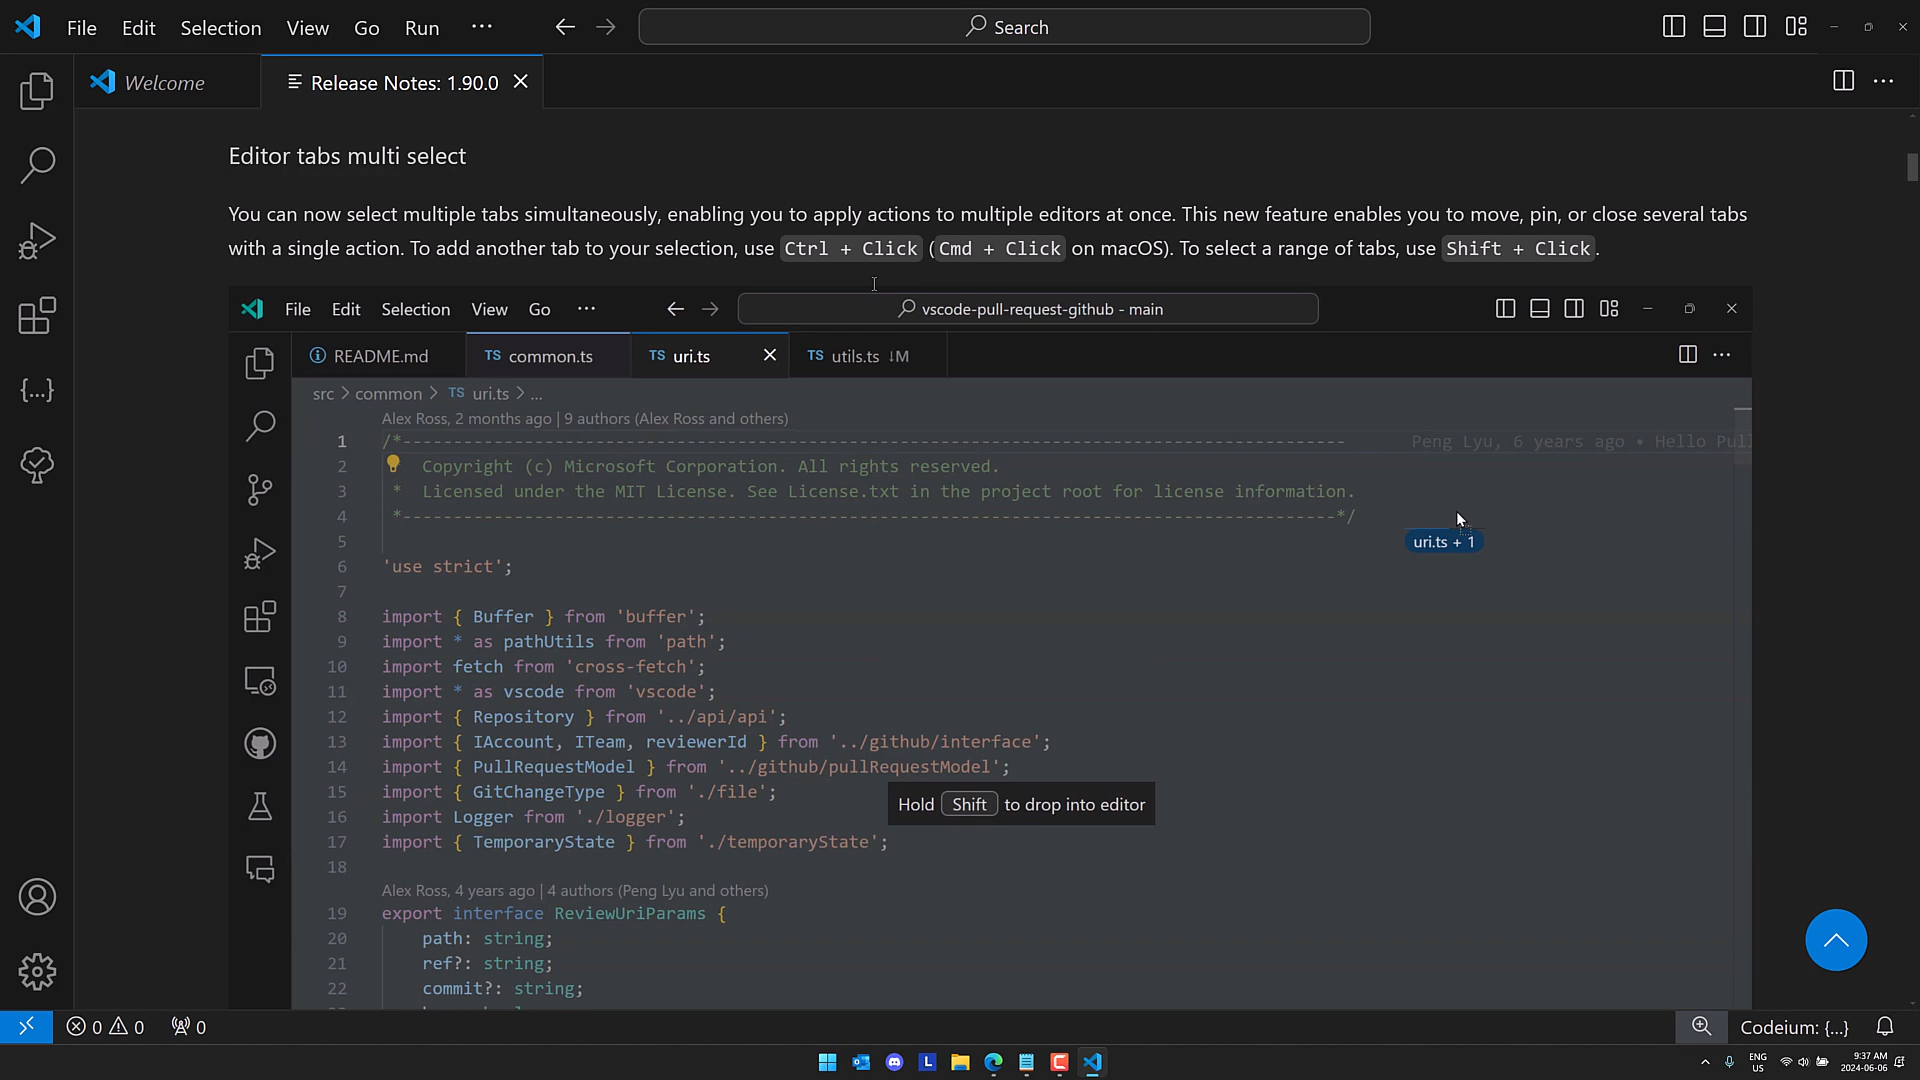 File Edit Selection View Go Run ···
Search
Welcome
Release Notes: 1.90.0
Editor tabs multi select
You can now select multiple tabs simultaneously, enabling you to apply actions to multiple editors at once. This new feature enables you to move, pin, or close several tabs
with a single action. To add another tab to your selection, use Ctrl + Click (Cmd + Click on macOS). To select a range of tabs, use Shift + Click.
File Edit Selection View Go ···
vscode-pull-request-github - main
README.md
TS common.ts
TS uri.ts
TS utils.ts ↓M
src > common > TS uri.ts > ...
Alex Ross, 2 months ago | 9 authors (Alex Ross and others)
1 /*---------------------------------------------------------------------------------------------- Peng Lyu, 6 years ago • Hello Pul
2 Copyright (c) Microsoft Corporation. All rights reserved.
3 * Licensed under the MIT License. See License.txt in the project root for license information.
4 *--------------------------------------------------------------------------------------------*/
uri.ts + 1
5
6 'use strict';
7
8 import { Buffer } from 'buffer';
9 import * as pathUtils from 'path';
10 import fetch from 'cross-fetch';
11 import * as vscode from 'vscode';
12 import { Repository } from '../api/api';
13 import { IAccount, ITeam, reviewerId } from '../github/interface';
14 import { PullRequestModel } from '../github/pullRequestModel';
15 import { GitChangeType } from './file';
Hold Shift to drop into editor
16 import Logger from './logger';
17 import { TemporaryState } from './temporaryState';
18
Alex Ross, 4 years ago | 4 authors (Peng Lyu and others)
19 export interface ReviewUriParams {
20 path: string;
21 ref?: string;
22 commit?: string;
0 0 0
Codeium: {...}
L
ENG
US
9:37 AM
2024-06-06